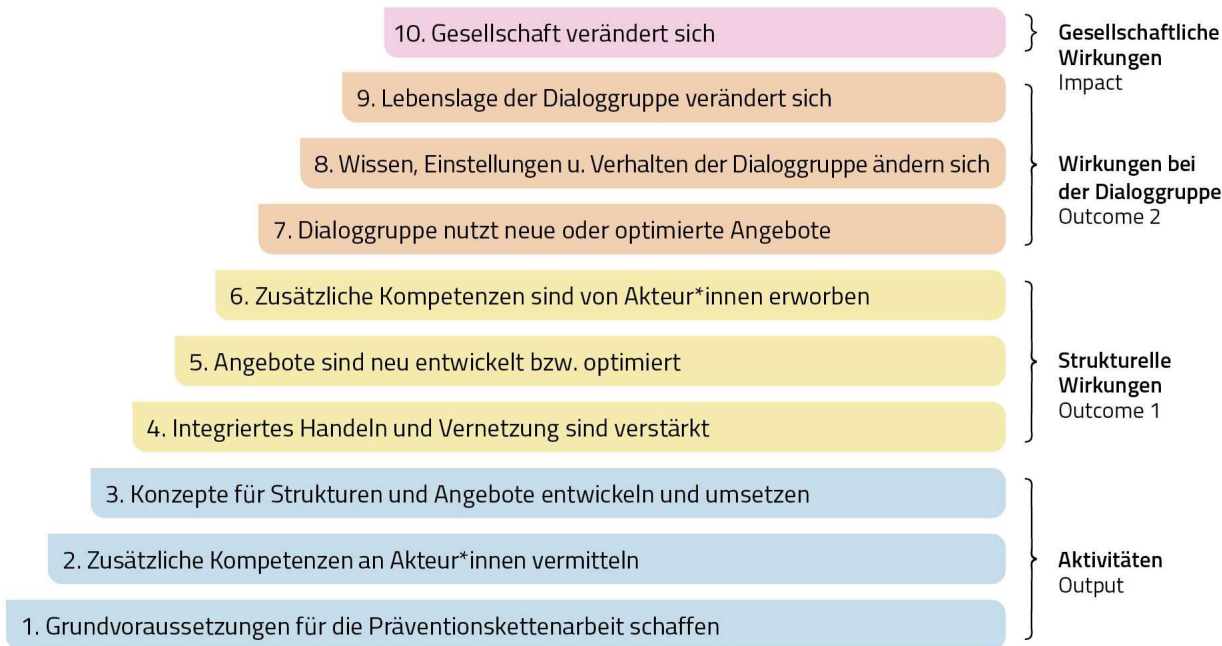 10. Gesellschaft verändert sich
9. Lebenslage der Dialoggruppe verändert sich
8. Wissen, Einstellungen u. Verhalten der Dialoggruppe ändern sich
7. Dialoggruppe nutzt neue oder optimierte Angebote
6. Zusätzliche Kompetenzen sind von Akteur*innen erworben
5. Angebote sind neu entwickelt bzw. optimiert
4. Integriertes Handeln und Vernetzung sind verstärkt
3. Konzepte für Strukturen und Angebote entwickeln und umsetzen
2. Zusätzliche Kompetenzen an Akteur*innen vermitteln
1. Grundvoraussetzungen für die Präventionskettenarbeit schaffen
Gesellschaftliche
Wirkungen
Impact
Wirkungen bei
der Dialoggruppe
Outcome 2
Strukturelle
Wirkungen
Outcome 1
Aktivitäten
Output